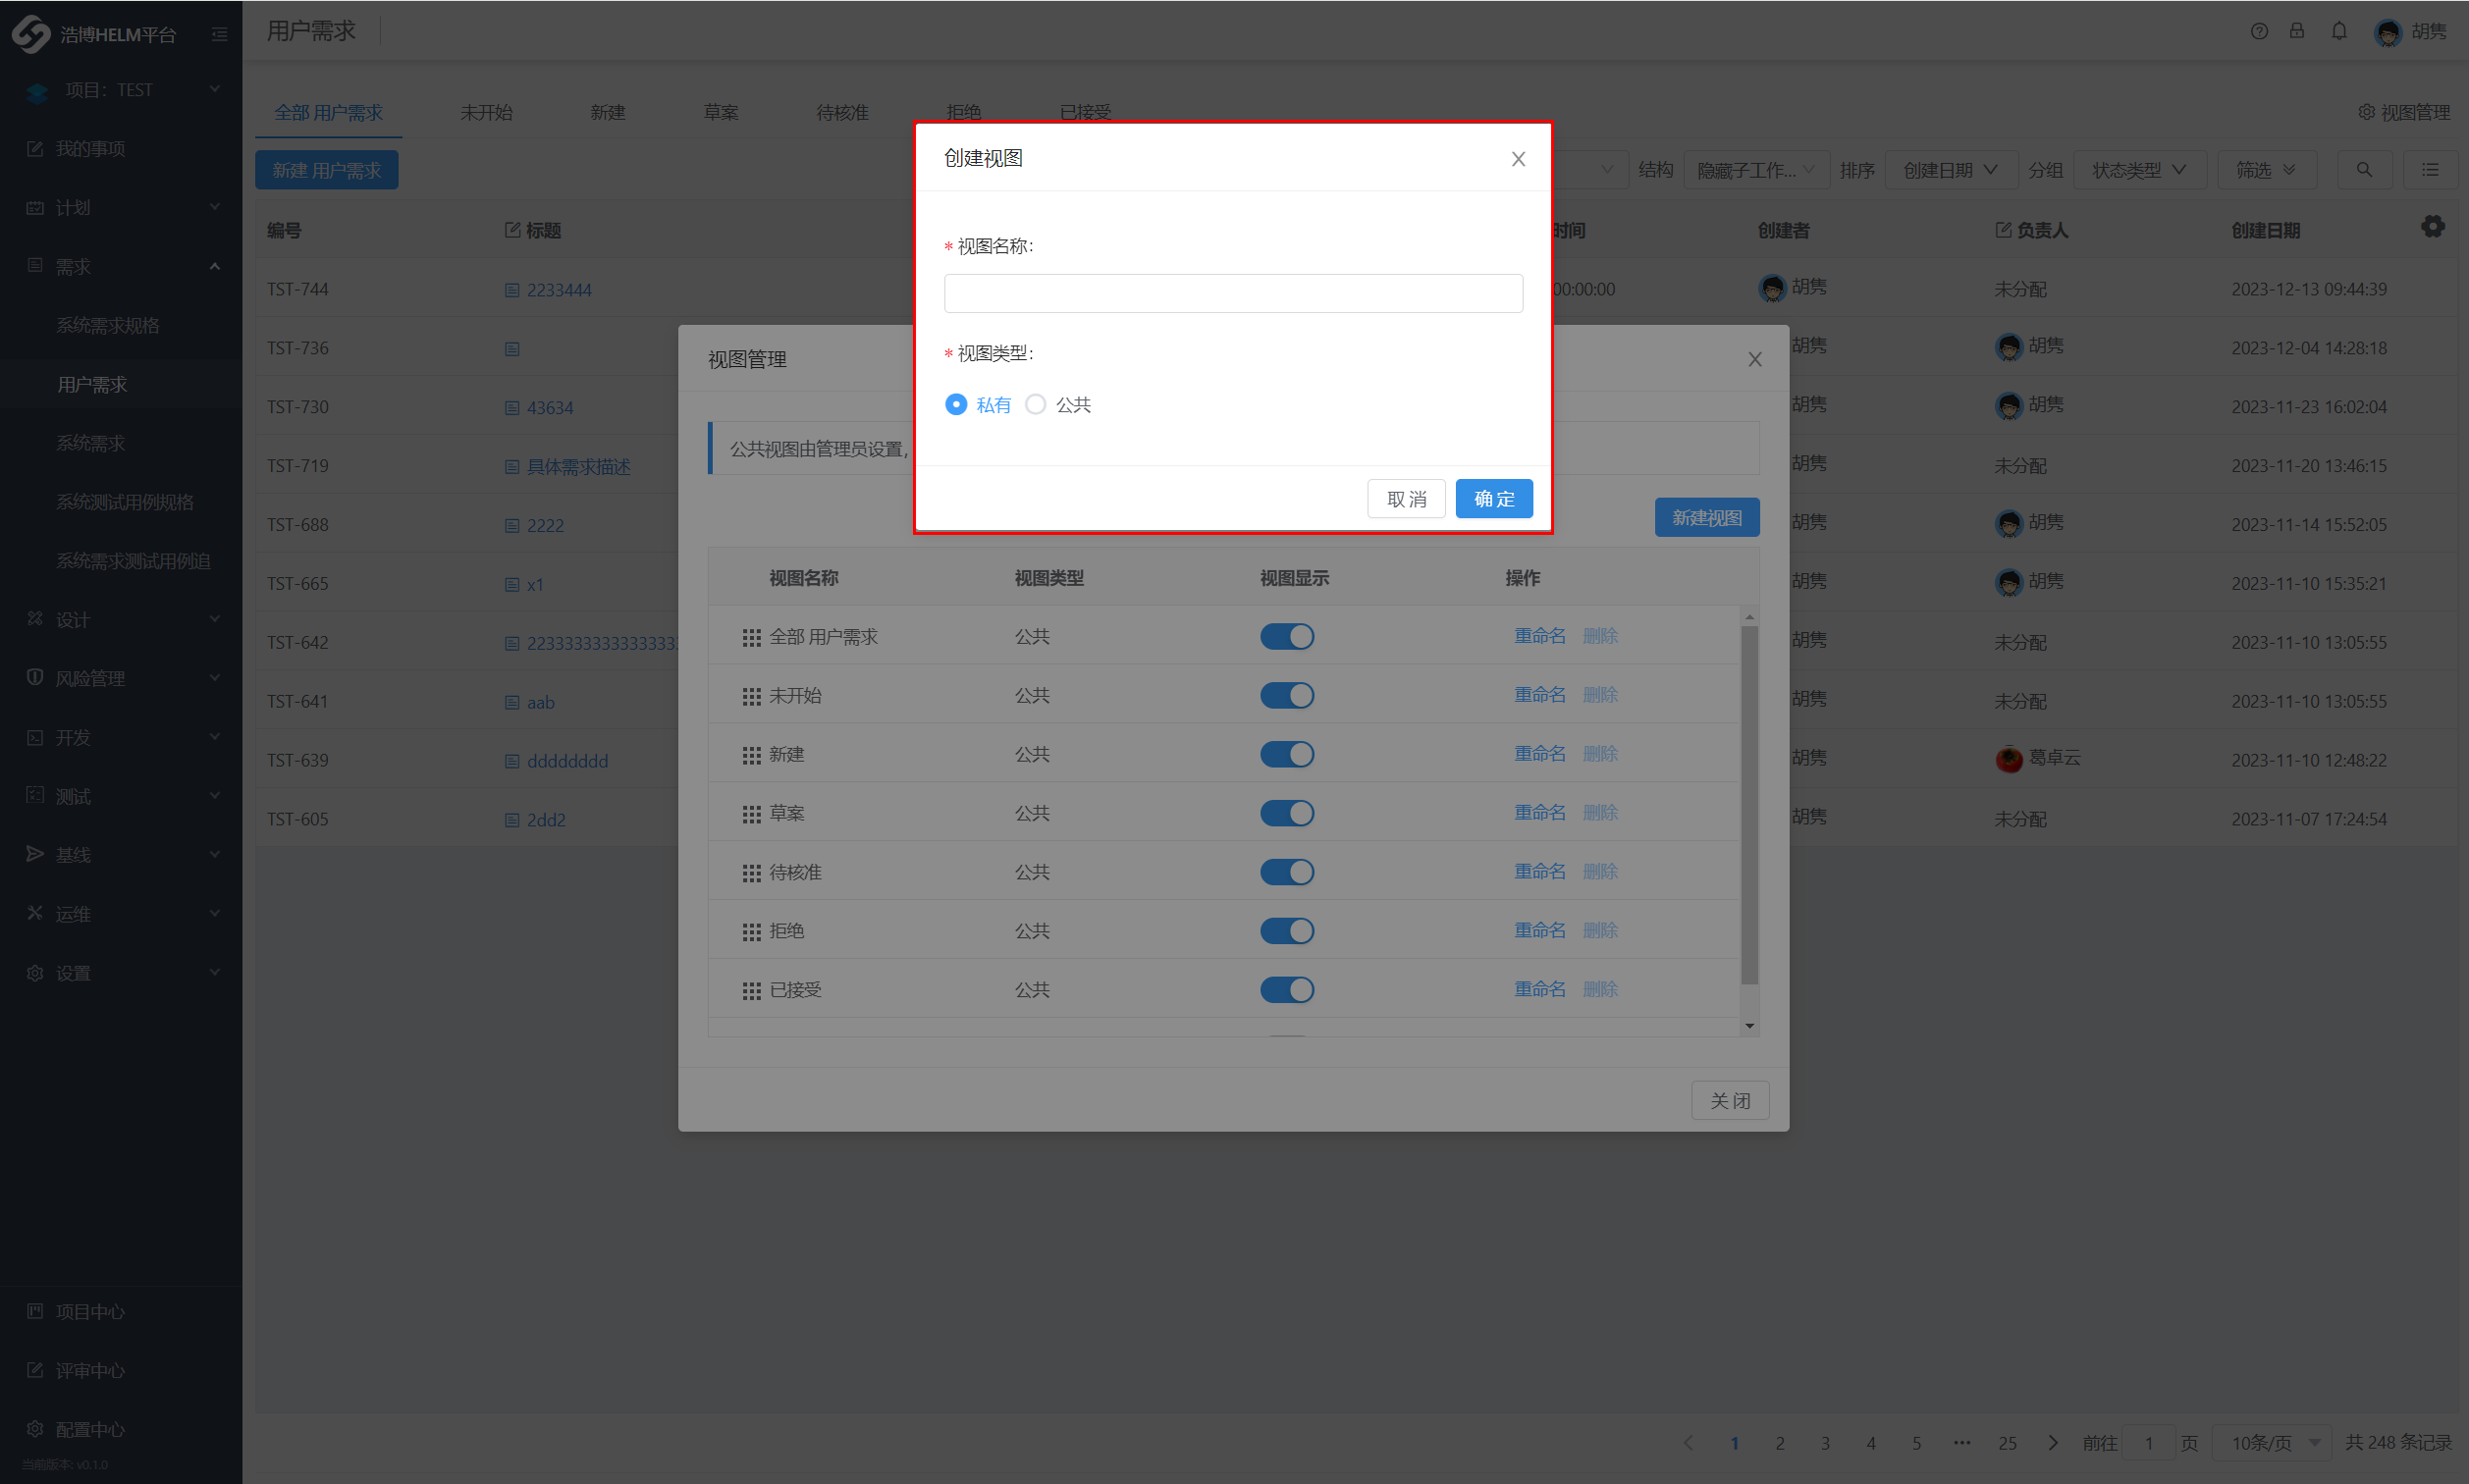 浩博HELM平台
项目：TEST
我的事项
计划
需求
系统需求规格
用户需求
系统需求
系统测试用例规格
系统需求测试用例追
设计
风险管理
开发
测试
基线
运维
设置
项目中心
评审中心
配置中心
当前版本: v0.1.0
用户需求
胡隽
全部 用户需求 未开始 新建 草案 待核准 拒绝 已接受 视图管理
新建 用户需求 结构 隐藏子工作... 排序 创建日期 分组 状态类型 筛选
编号 标题 时间 创建者 负责人 创建日期
TST-744 2233444 00:00:00 胡隽 未分配 2023-12-13 09:44:39
TST-736 胡隽 胡隽 2023-12-04 14:28:18
TST-730 43634 胡隽 胡隽 2023-11-23 16:02:04
TST-719 具体需求描述 胡隽 未分配 2023-11-20 13:46:15
TST-688 2222 胡隽 胡隽 2023-11-14 15:52:05
TST-665 x1 胡隽 胡隽 2023-11-10 15:35:21
TST-642 胡隽 未分配 2023-11-10 13:05:55
TST-641 aab 胡隽 未分配 2023-11-10 13:05:55
TST-639 dddddddd 胡隽 葛卓云 2023-11-10 12:48:22
TST-605 2dd2 胡隽 未分配 2023-11-07 17:24:54
1 2 3 4 5 ••• 25 前往 1 页 10条/页 共 248 条记录
视图管理
公共视图由管理员设置，
新建视图
视图名称 视图类型 视图显示 操作
全部 用户需求 公共 重命名 删除
未开始 公共 重命名 删除
新建 公共 重命名 删除
草案 公共 重命名 删除
待核准 公共 重命名 删除
拒绝 公共 重命名 删除
已接受 公共 重命名 删除
关 闭
创建视图
* 视图名称:
* 视图类型:
私有 公共
取 消 确 定